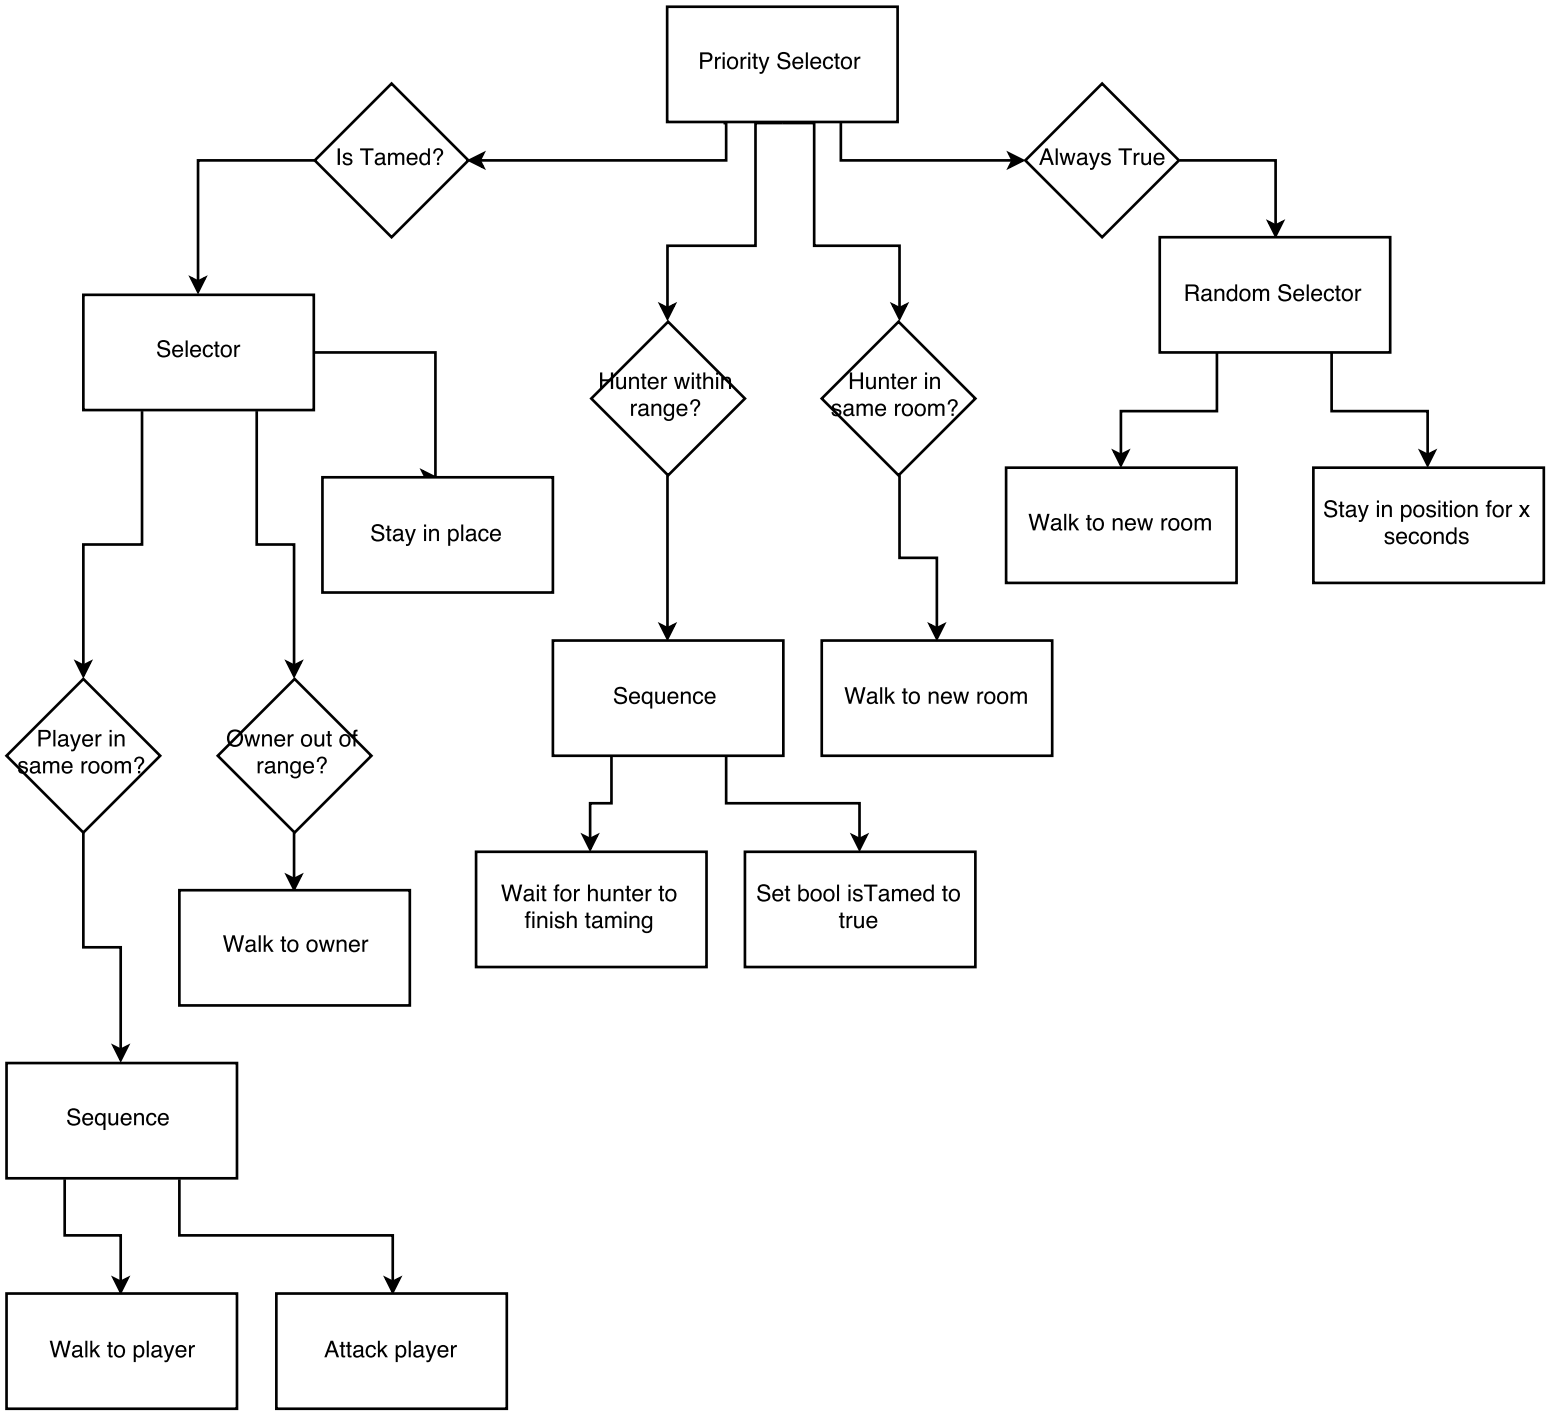 Priority Selector
Is Tamed?
Always True
Random Selector
Selector
Hunter within
range?
Hunter in
same room?
Walk to new room
Stay in position for x
seconds
Stay in place
Sequence
Walk to new room
Player in
same room?
Owner out of
range?
Wait for hunter to
finish taming
Set bool isTamed to
true
Walk to owner
Sequence
Walk to player
Attack player